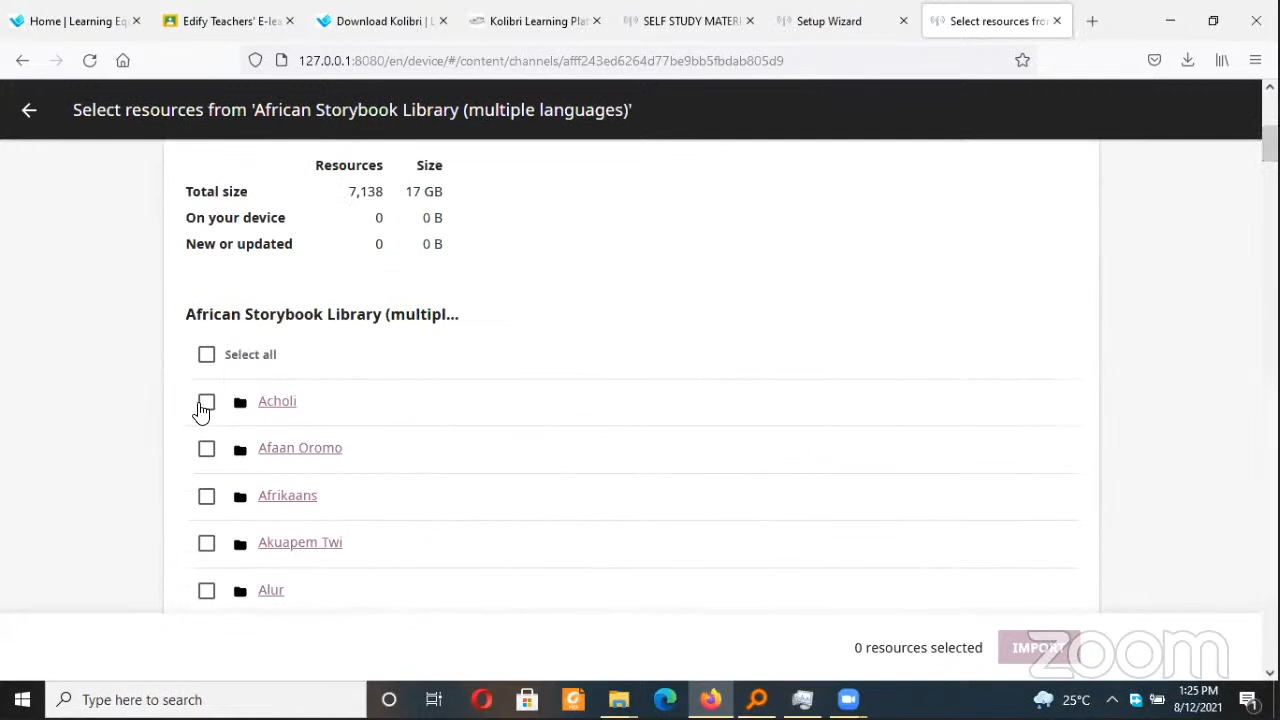 Home | Learning Eq
Edify Teachers' E-lea
Download Kolibri | L
Kolibri Learning Plat
SELF STUDY MATERI
Setup Wizard
Select resources fro
127.0.0.1:8080/en/device/#/content/channels/afff243ed6264d77be9bb5fbdab805d9
Select resources from 'African Storybook Library (multiple languages)'
Resources Size
Total size 7,138 17 GB
On your device 0 0 B
New or updated 0 0 B
African Storybook Library (multipl...
Select all
Acholi
Afaan Oromo
Afrikaans
Akuapem Twi
Alur
0 resources selected IMPORT
zoom
Type here to search
25°C
1:25 PM
8/12/2021
1